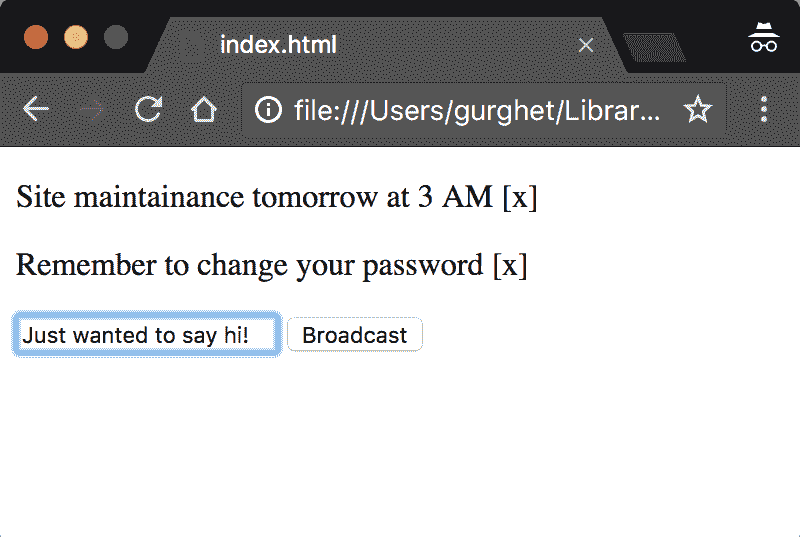 index.html
file:///Users/gurghet/Librar...
Site maintainance tomorrow at 3 AM [x]
Remember to change your password [x]
Just wanted to say hi! Broadcast